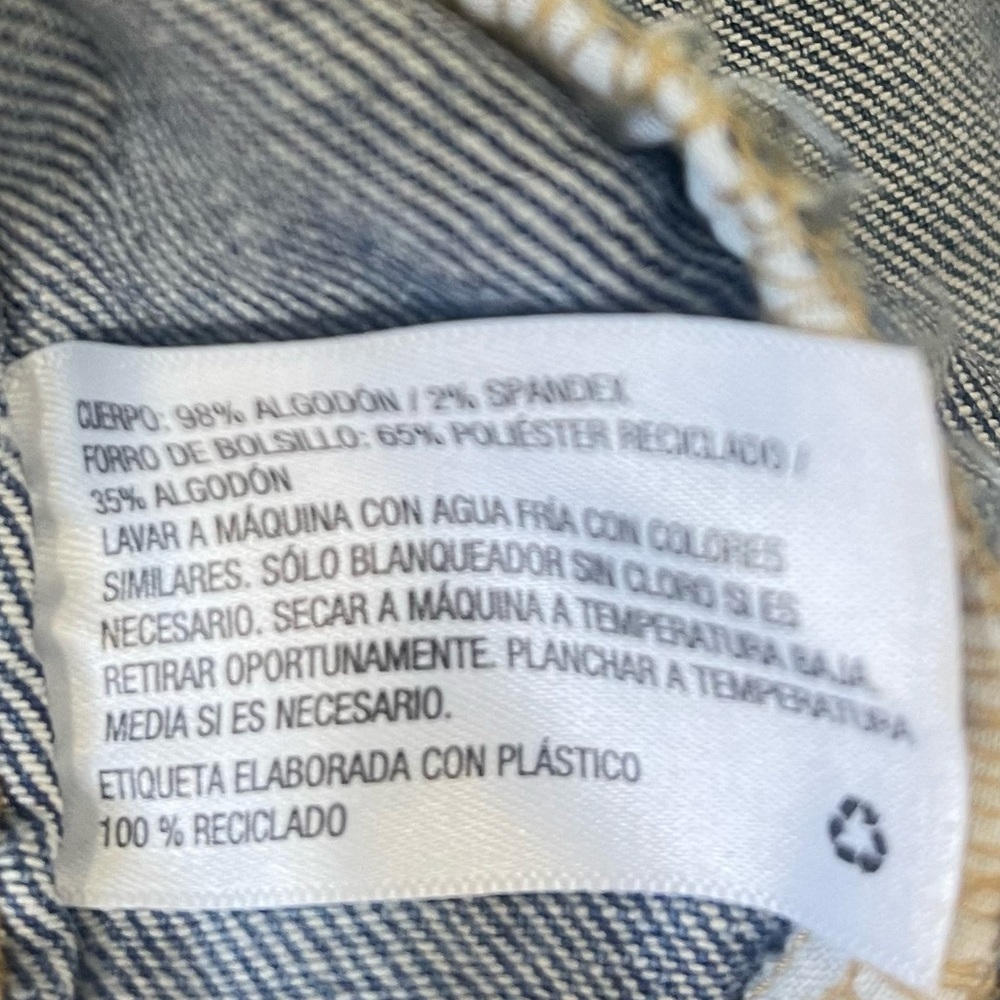 CUERPO: 98% ALGODÓN / 2% SPANDEX
FORRO DE BOLSILLO: 65% POLIÉSTER RECICLADO /
35% ALGODÓN
LAVAR A MÁQUINA CON AGUA FRÍA CON COLORES
SIMILARES. SÓLO BLANQUEADOR SIN CLORO SI ES
NECESARIO. SECAR A MÁQUINA A TEMPERATURA BAJA.
RETIRAR OPORTUNAMENTE. PLANCHAR A TEMPERATURA
MEDIA SI ES NECESARIO.
ETIQUETA ELABORADA CON PLÁSTICO
100 % RECICLADO